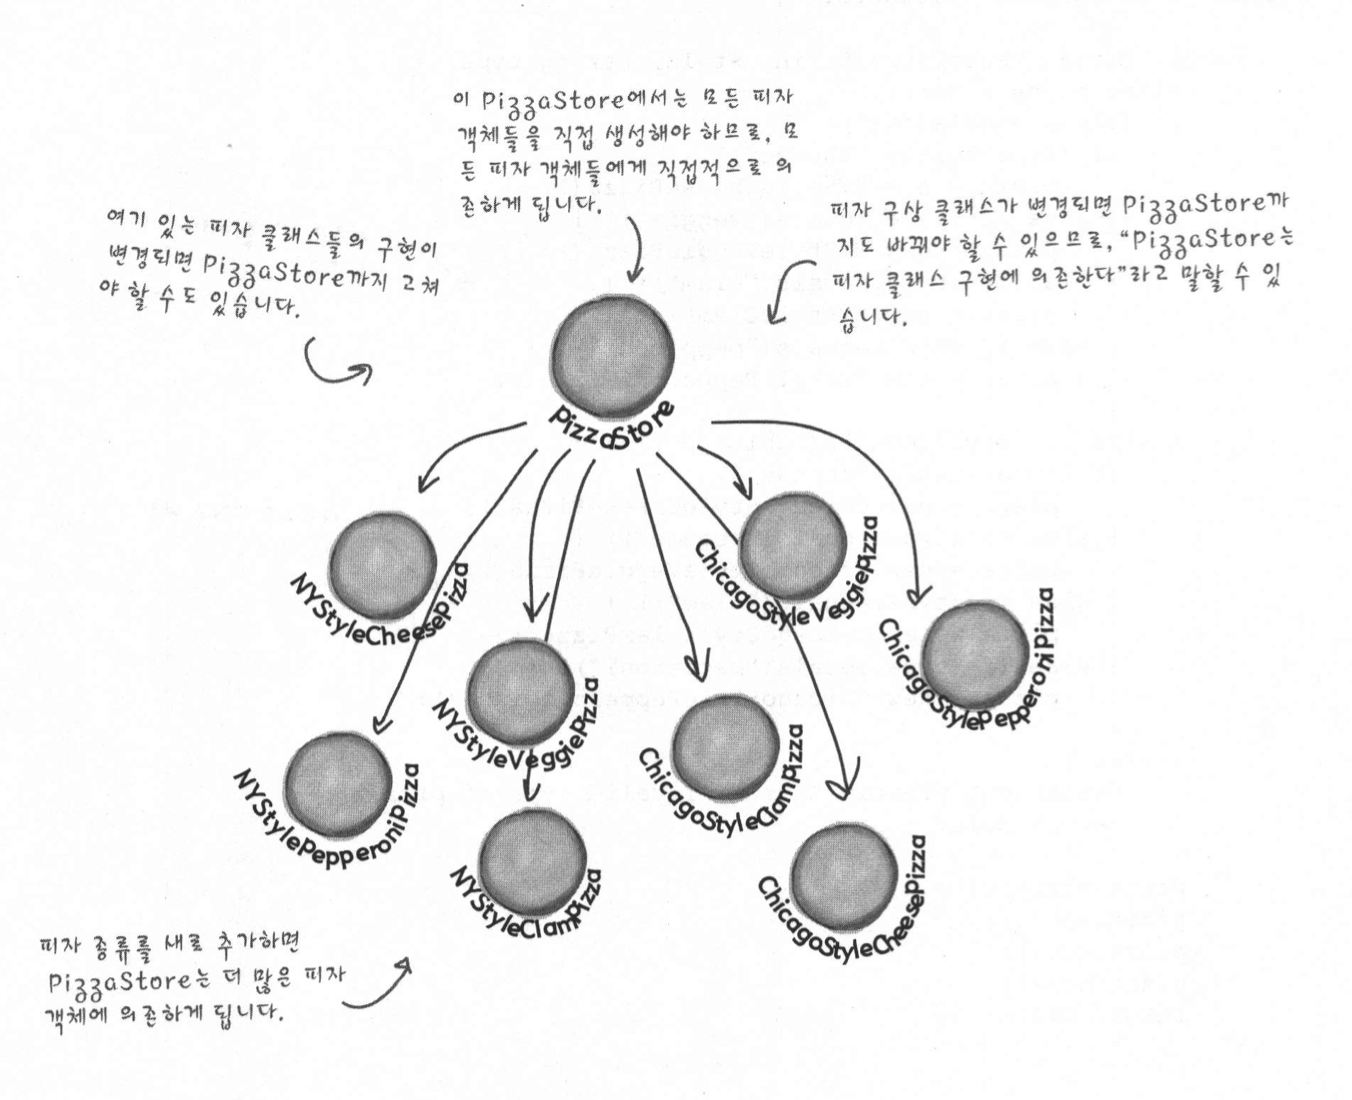 이 PizzaStore에서는 모든 피자
객체들을 직접 생성해야 하므로, 모
든 피자 객체들에게 직접적으로 의
존하게 됩니다.
여기 있는 피자 클래스들의 구현이
변경되면 PizzaStore까지 고쳐
야 할 수도 있습니다.
피자 구상 클래스가 변경되면 PizzaStore까
지도 바꿔야 할 수 있으므로, “PizzaStore는
피자 클래스 구현에 의존한다”라고 말할 수 있
습니다.
PizzaStore
NYStyleCheesePizza
ChicagoStyleVeggiePizza
ChicagoStylePepperoniPizza
NYStyleVeggiePizza
ChicagoStyleClamPizza
NYStylePepperoniPizza
NYStyleClamPizza
ChicagoStyleCheesePizza
피자 종류를 새로 추가하면
PizzaStore는 더 많은 피자
객체에 의존하게 됩니다.